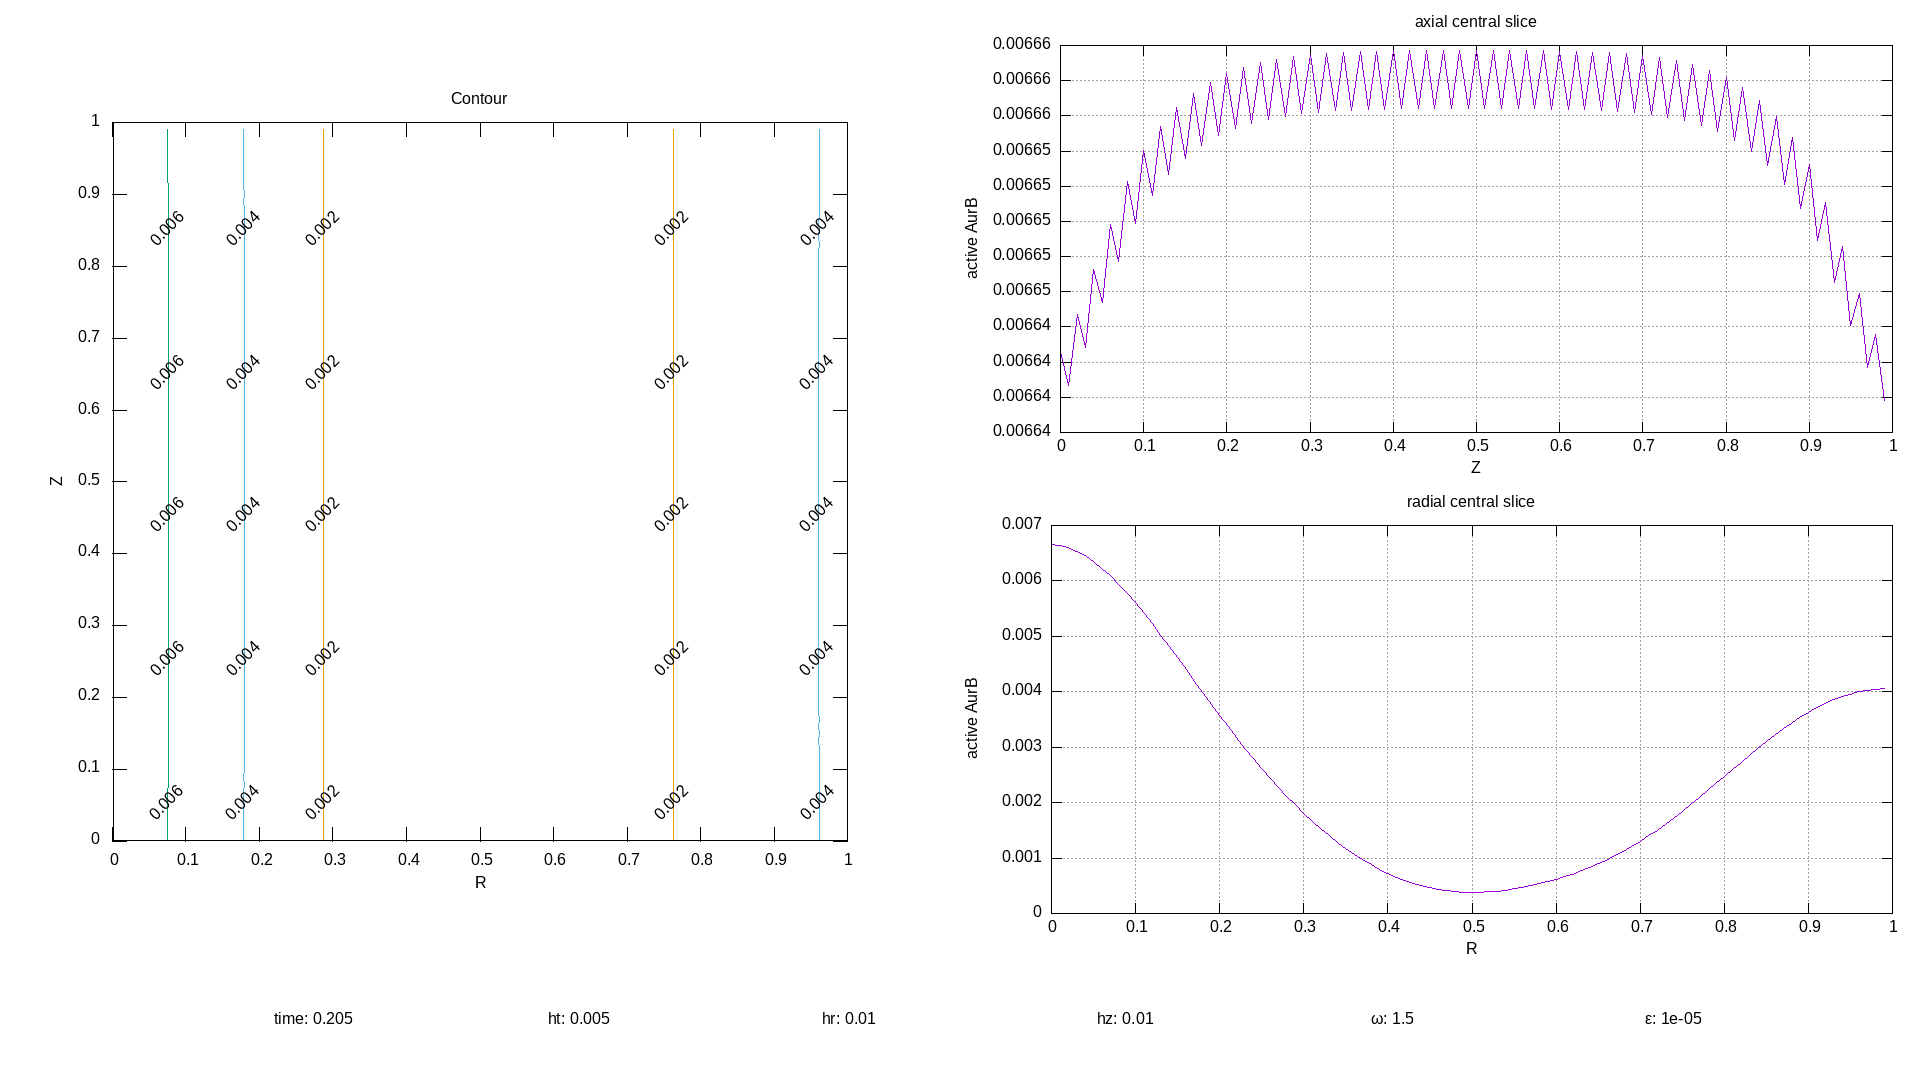 Contour
1
0.9
0.8
0.7
0.6
0.5
0.4
0.3
0.2
0.1
0
Z
0.006 0.004 0.002 0.002 0.004
0.006 0.004 0.002 0.002 0.004
0.006 0.004 0.002 0.002 0.004
0.006 0.004 0.002 0.002 0.004
0.006 0.004 0.002 0.002 0.004
0 0.1 0.2 0.3 0.4 0.5 0.6 0.7 0.8 0.9 1
R
axial central slice
0.00666
0.00666
0.00666
0.00665
0.00665
0.00665
0.00665
0.00665
0.00664
0.00664
0.00664
0.00664
active AurB
0 0.1 0.2 0.3 0.4 0.5 0.6 0.7 0.8 0.9 1
Z
radial central slice
0.007
0.006
0.005
0.004
0.003
0.002
0.001
0
active AurB
0 0.1 0.2 0.3 0.4 0.5 0.6 0.7 0.8 0.9 1
R
time: 0.205 ht: 0.005 hr: 0.01 hz: 0.01 ω: 1.5 ε: 1e-05